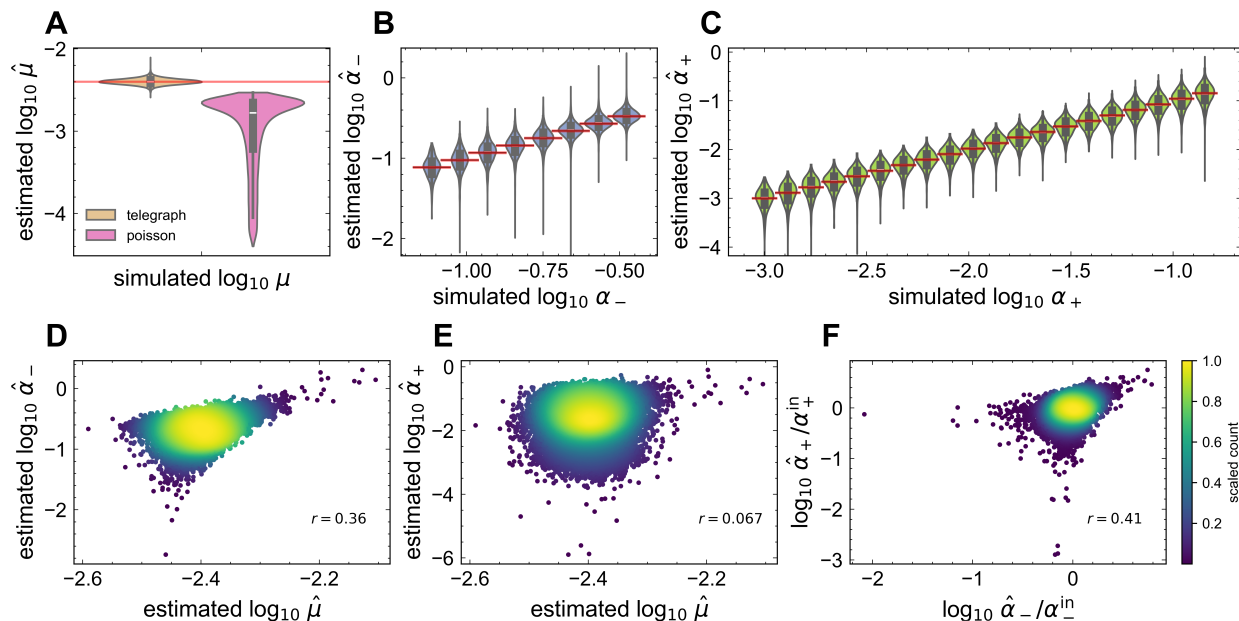 A
estimated log₁₀ μ̂
−2
−3
−4
telegraph
poisson
simulated log₁₀ μ
B
estimated log₁₀ α̂₋
0
−1
−2
−1.00
−0.75
−0.50
simulated log₁₀ α₋
C
estimated log₁₀ α̂₊
0
−1
−2
−3
−4
−3.0
−2.5
−2.0
−1.5
−1.0
simulated log₁₀ α₊
D
estimated log₁₀ α̂₋
0
−1
−2
r = 0.36
−2.6
−2.4
−2.2
estimated log₁₀ μ̂
E
estimated log₁₀ α̂₊
0
−2
−4
−6
r = 0.067
−2.6
−2.4
−2.2
estimated log₁₀ μ̂
F
log₁₀ α̂₊/α₊ⁱⁿ
0
−1
−2
−3
r = 0.41
−2
−1
0
log₁₀ α̂₋/α₋ⁱⁿ
1.0
0.8
0.6
0.4
0.2
scaled count